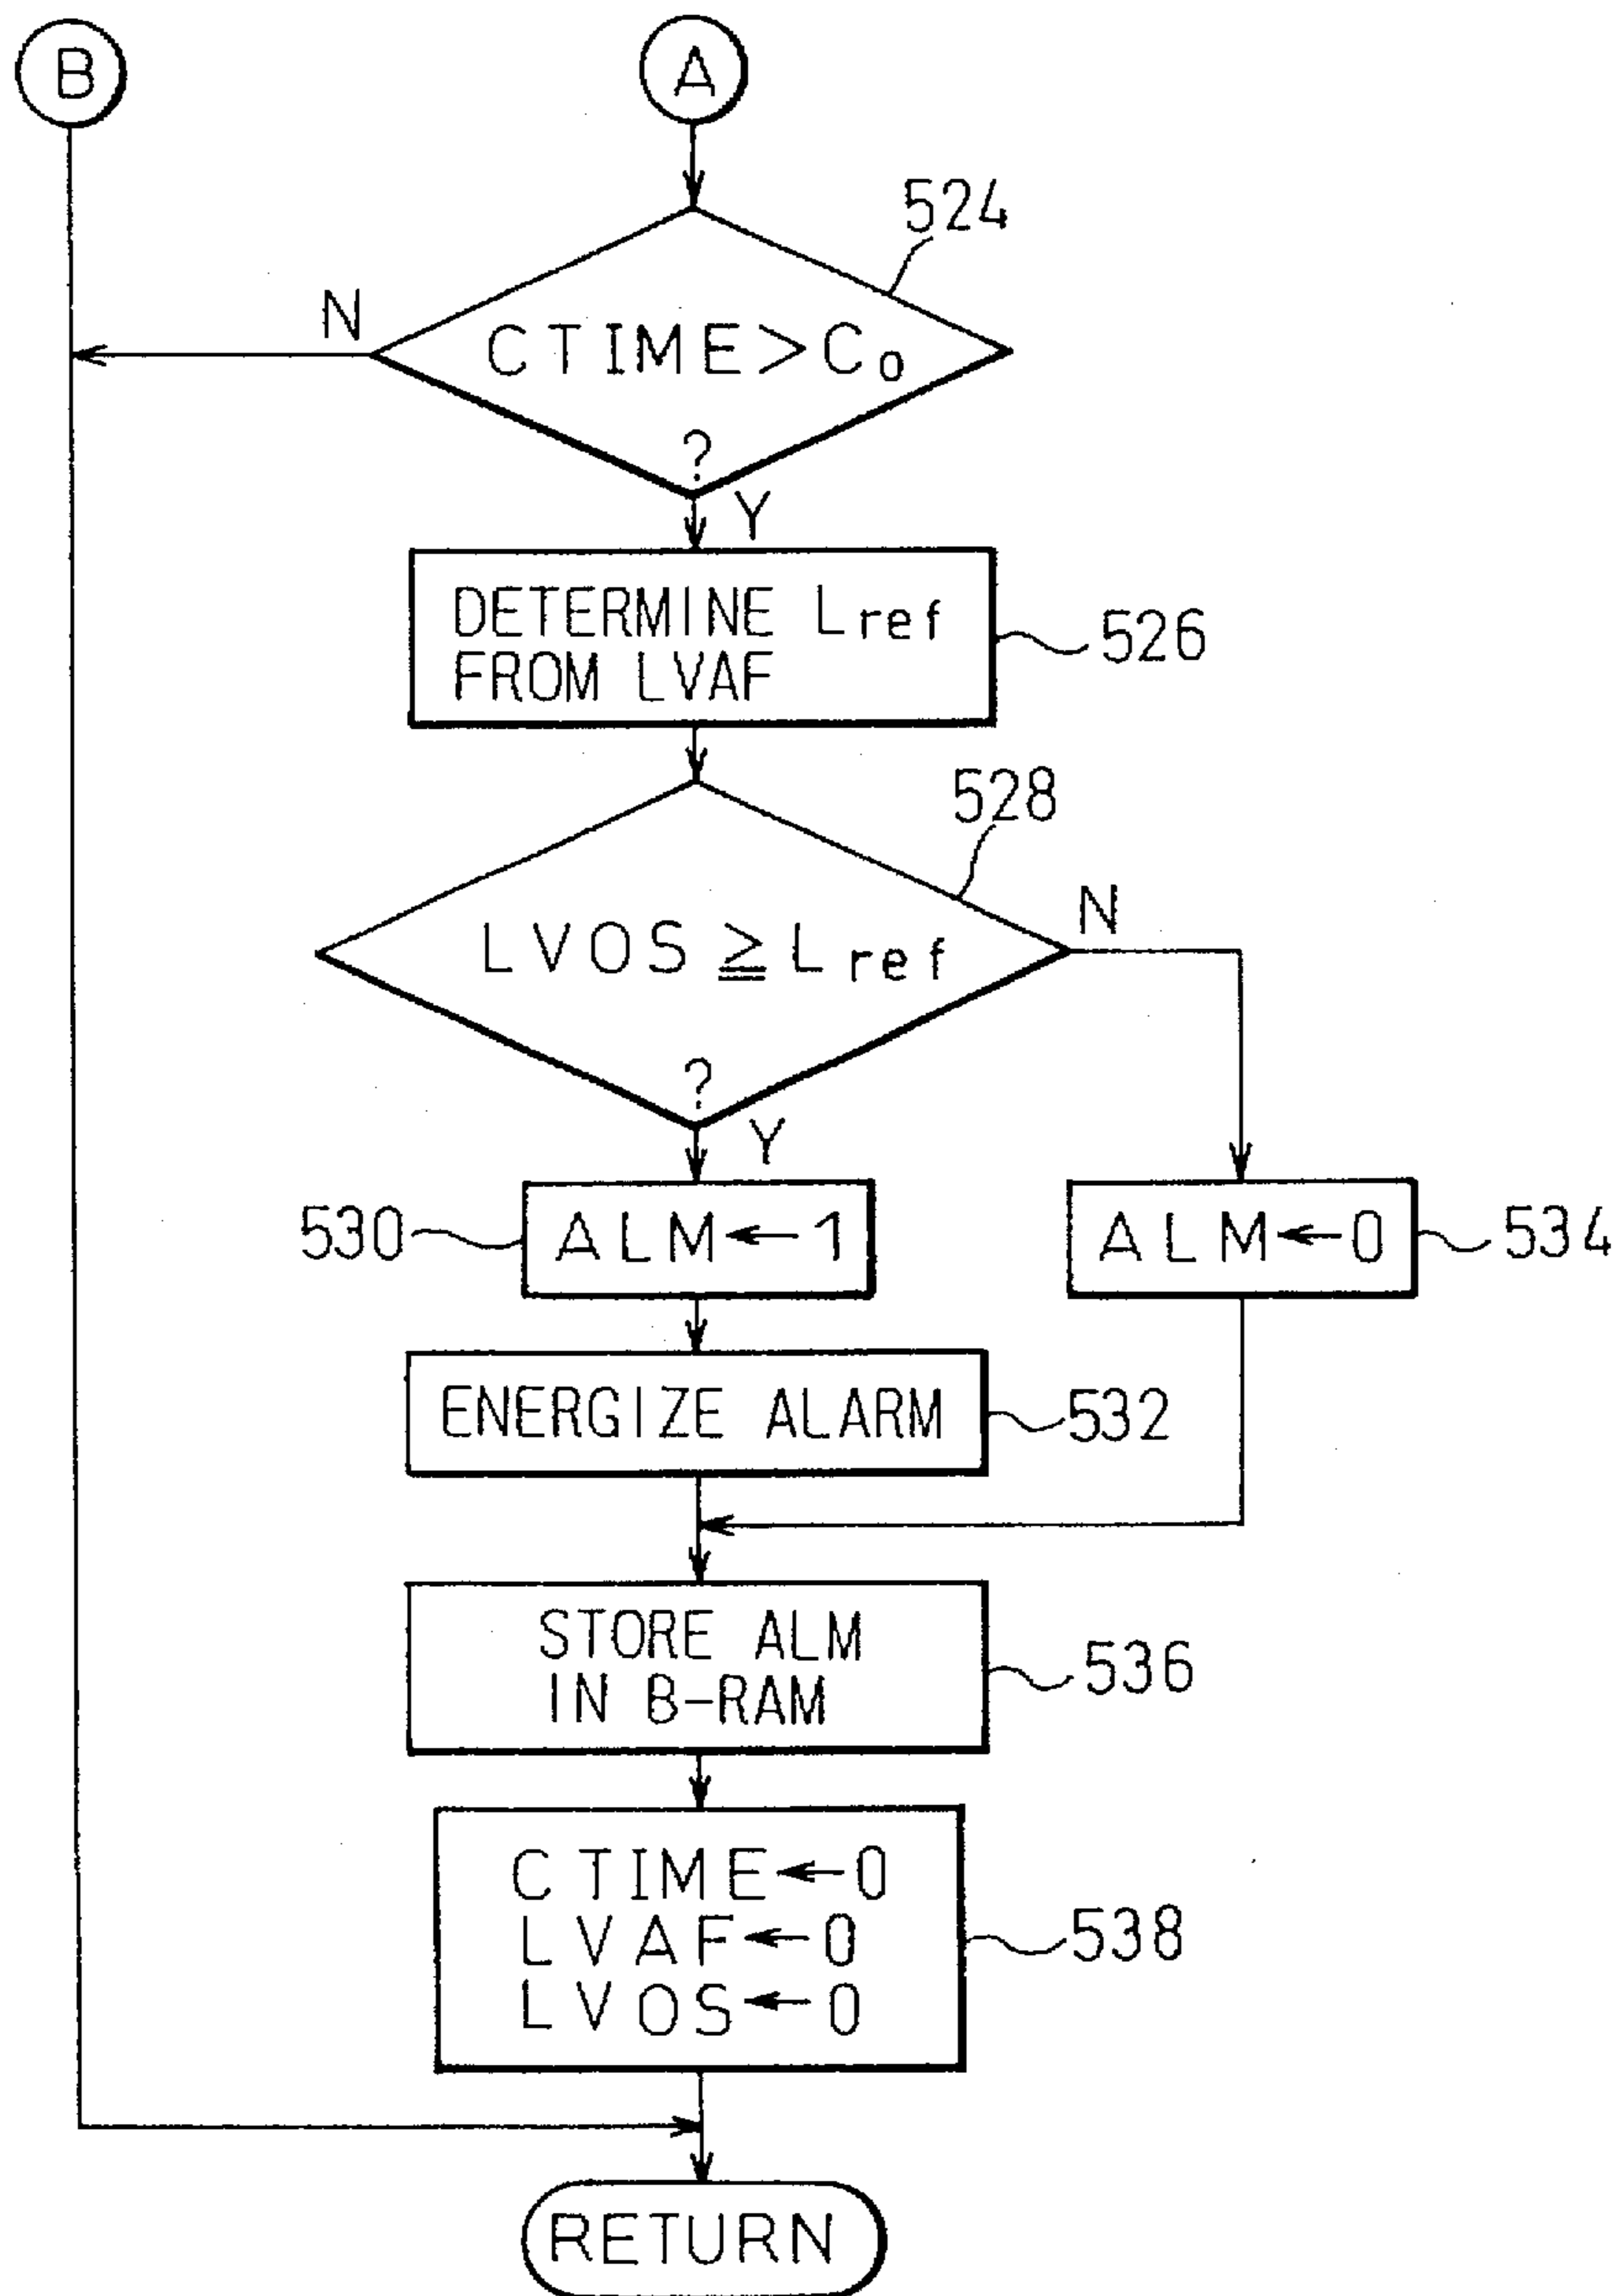 B
A
524
N
CTIME>C₀
?
Y
DETERMINE Lref
FROM LVAF
526
528
N
LVOS≧Lref
?
Y
530
ALM←1
ALM←0
534
ENERGIZE ALARM
532
STORE ALM
IN B-RAM
536
CTIME←0
LVAF←0
LVOS←0
538
RETURN